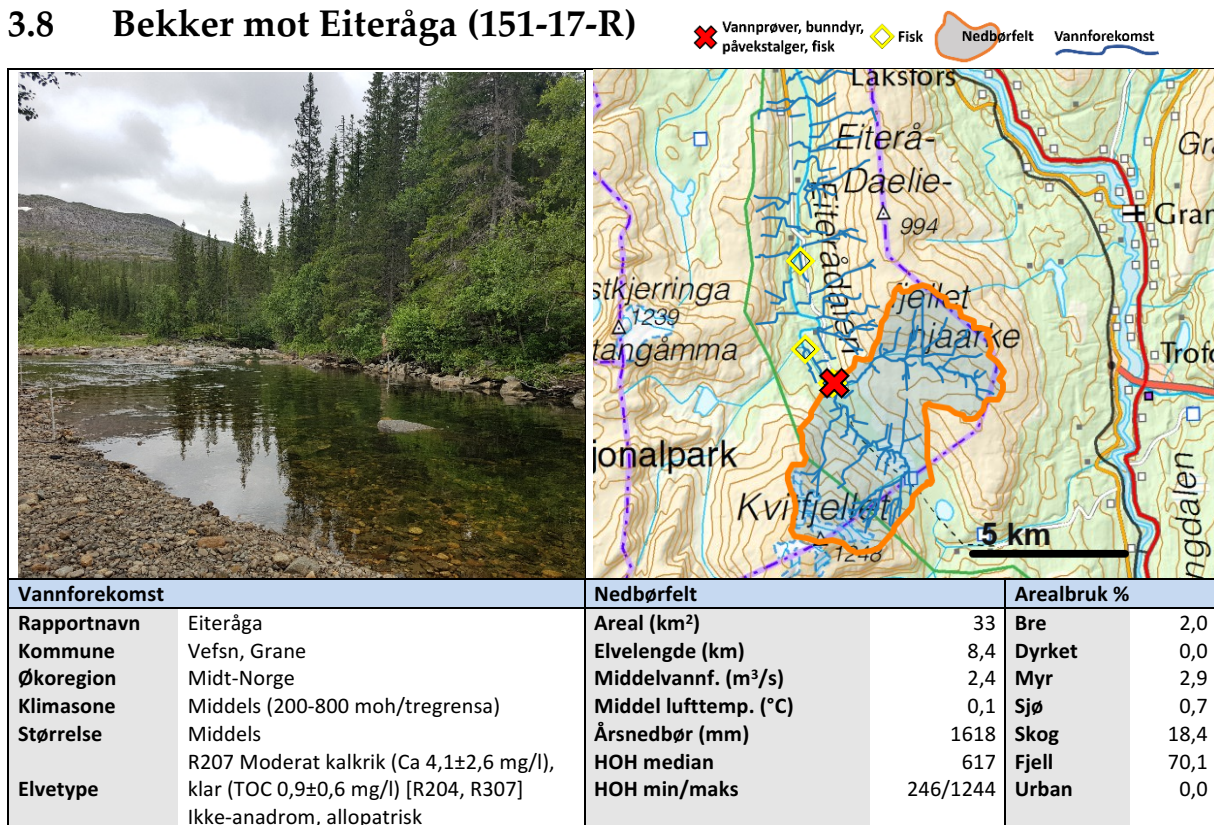 3.8 Bekker mot Eiteråga (151-17-R)
Vannprøver, bunndyr,
påvekstalger, fisk
Fisk
Nedbørfelt
Vannforekomst
Laksfors
Eiterå-
Daelie-
994
Eiterådalen
stkjerringa
1239
tangåmma
fjellet
njaarke
Gran
Trofo
jonalpark
Kvitfjellet
1248
5 km
ngdalen
Vannforekomst Nedbørfelt Arealbruk %
Rapportnavn Eiteråga Areal (km²) 33 Bre 2,0
Kommune Vefsn, Grane Elvelengde (km) 8,4 Dyrket 0,0
Økoregion Midt-Norge Middelvannf. (m³/s) 2,4 Myr 2,9
Klimasone Middels (200-800 moh/tregrensa) Middel lufttemp. (°C) 0,1 Sjø 0,7
Størrelse Middels Årsnedbør (mm) 1618 Skog 18,4
R207 Moderat kalkrik (Ca 4,1±2,6 mg/l), HOH median 617 Fjell 70,1
Elvetype klar (TOC 0,9±0,6 mg/l) [R204, R307] HOH min/maks 246/1244 Urban 0,0
Ikke-anadrom, allopatrisk